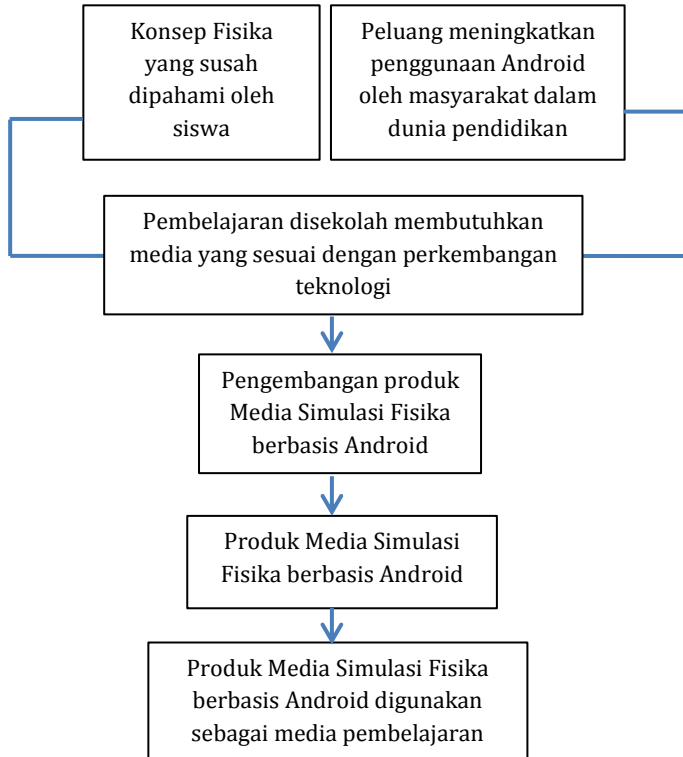 Konsep Fisika
yang susah
dipahami oleh
siswa
Peluang meningkatkan
penggunaan Android
oleh masyarakat dalam
dunia pendidikan
Pembelajaran disekolah membutuhkan
media yang sesuai dengan perkembangan
teknologi
Pengembangan produk
Media Simulasi Fisika
berbasis Android
Produk Media Simulasi
Fisika berbasis Android
Produk Media Simulasi Fisika
berbasis Android digunakan
sebagai media pembelajaran